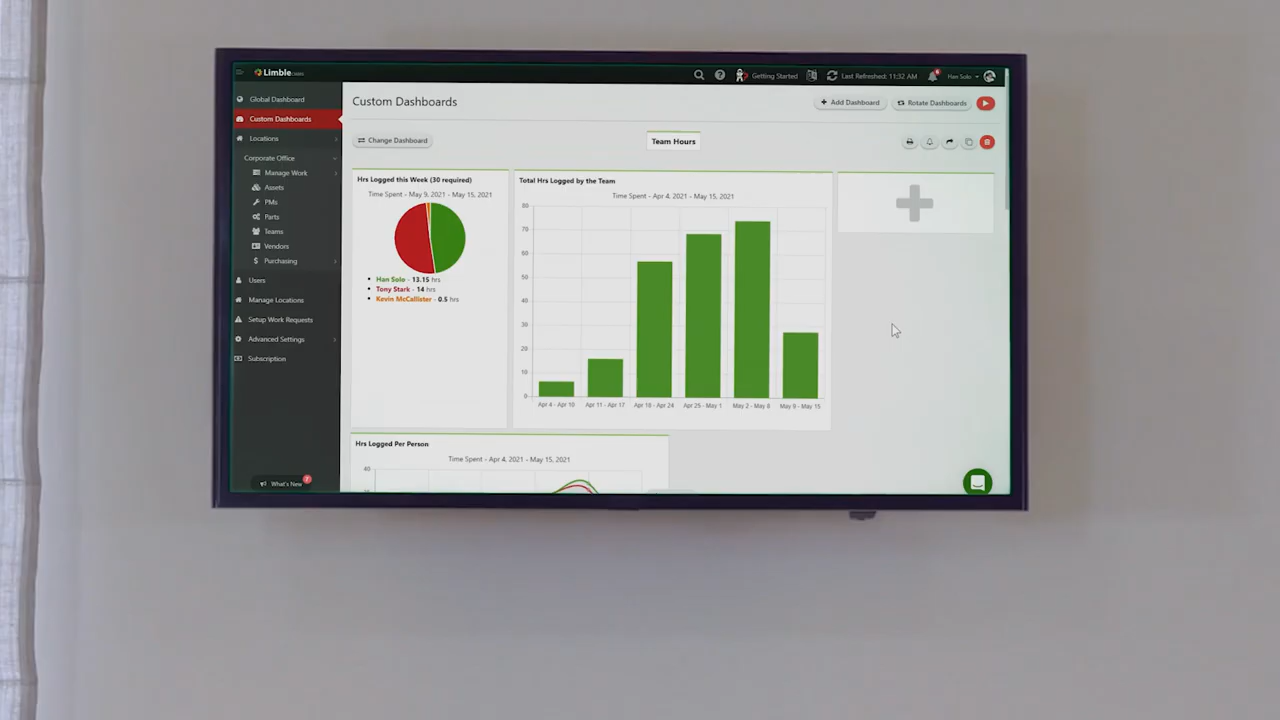 Limble CMMS
Getting Started
Last Refreshed: 11:32 AM
Han Solo
Global Dashboard
Custom Dashboards
Locations
Corporate Office
Manage Work
Assets
PMs
Parts
Teams
Vendors
$ Purchasing
Users
Manage Locations
Setup Work Requests
Advanced Settings
Subscription
What's New
Custom Dashboards
+ Add Dashboard
Rotate Dashboards
Change Dashboard
Team Hours
Hrs Logged this Week (30 required)
Time Spent - May 9, 2021 - May 15, 2021
• Han Solo - 13.15 hrs
• Tony Stark - 14 hrs
• Kevin McCallister - 0.5 hrs
Total Hrs Logged by the Team
Time Spent - Apr 4, 2021 - May 15, 2021
80
70
60
50
40
30
20
10
0
Apr 4 - Apr 10 Apr 11 - Apr 17 Apr 18 - Apr 24 Apr 25 - May 1 May 2 - May 8 May 9 - May 15
Hrs Logged Per Person
Time Spent - Apr 4, 2021 - May 15, 2021
40